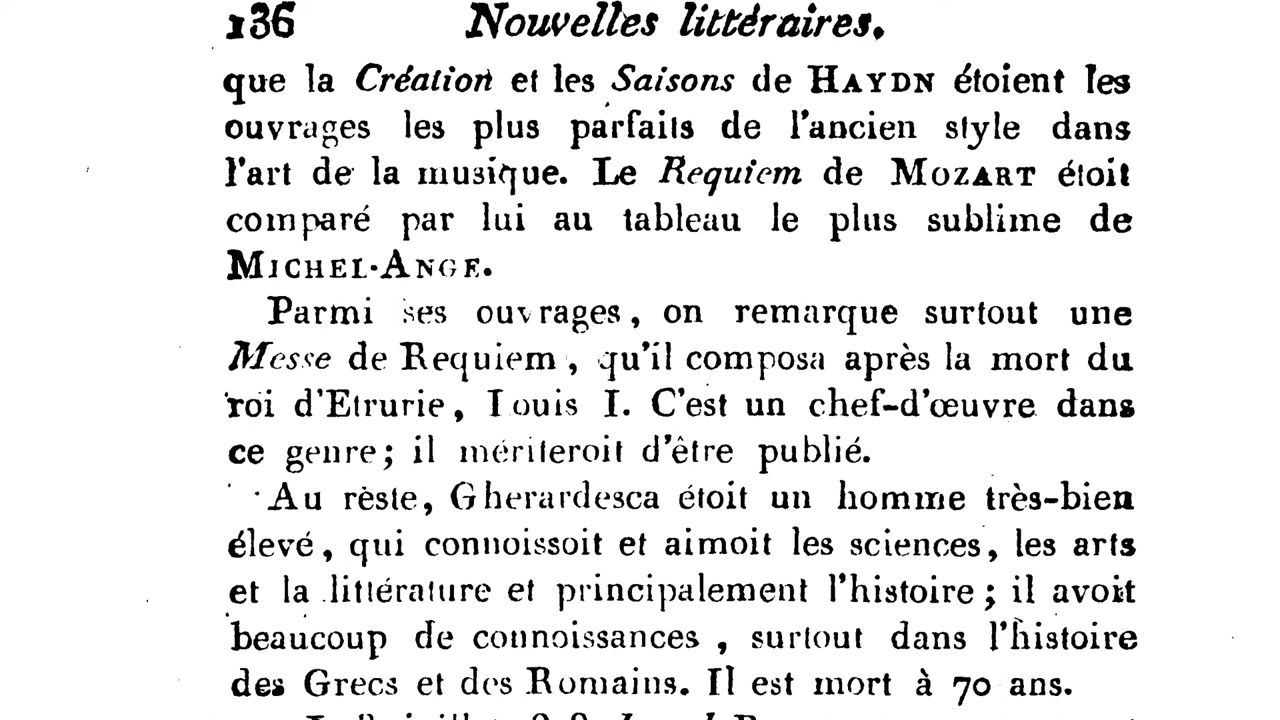 136 Nouvelles littéraires.
que la Création et les Saisons de HAYDN étoient les
ouvrages les plus parfaits de l'ancien style dans
l'art de la musique. Le Requiem de MOZART étoit
comparé par lui au tableau le plus sublime de
MICHEL-ANGE.
Parmi ses ouvrages, on remarque surtout une
Messe de Requiem, qu'il composa après la mort du
roi d'Etrurie, Louis I. C'est un chef-d'œuvre dans
ce genre; il mériteroit d'être publié.
Au rèste, Gherardesca étoit un homme très-bien
élevé, qui connoissoit et aimoit les sciences, les arts
et la littérature et principalement l'histoire; il avoit
beaucoup de connoissances, surtout dans l'histoire
des Grecs et des Romains. Il est mort à 70 ans.